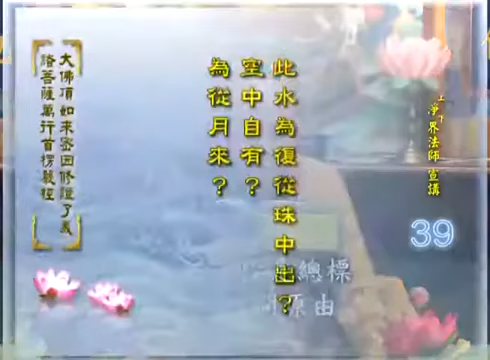 上下
淨界法師 宣講
39
此水為復從珠中出？
空中自有？
為從月來？
總標
原由
大佛頂如來密因修證了義
諸菩薩萬行首楞嚴經